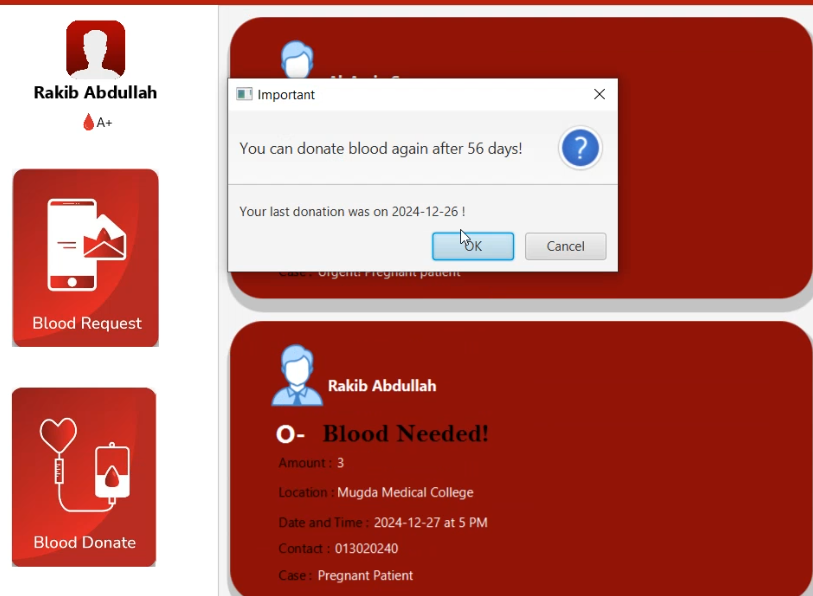 Rakib Abdullah
A+
Blood Request
Blood Donate
Important
You can donate blood again after 56 days!
?
Your last donation was on 2024-12-26 !
OK
Cancel
Case : Urgent! Pregnant patient
Rakib Abdullah
O- Blood Needed!
Amount : 3
Location : Mugda Medical College
Date and Time : 2024-12-27 at 5 PM
Contact : 013020240
Case : Pregnant Patient